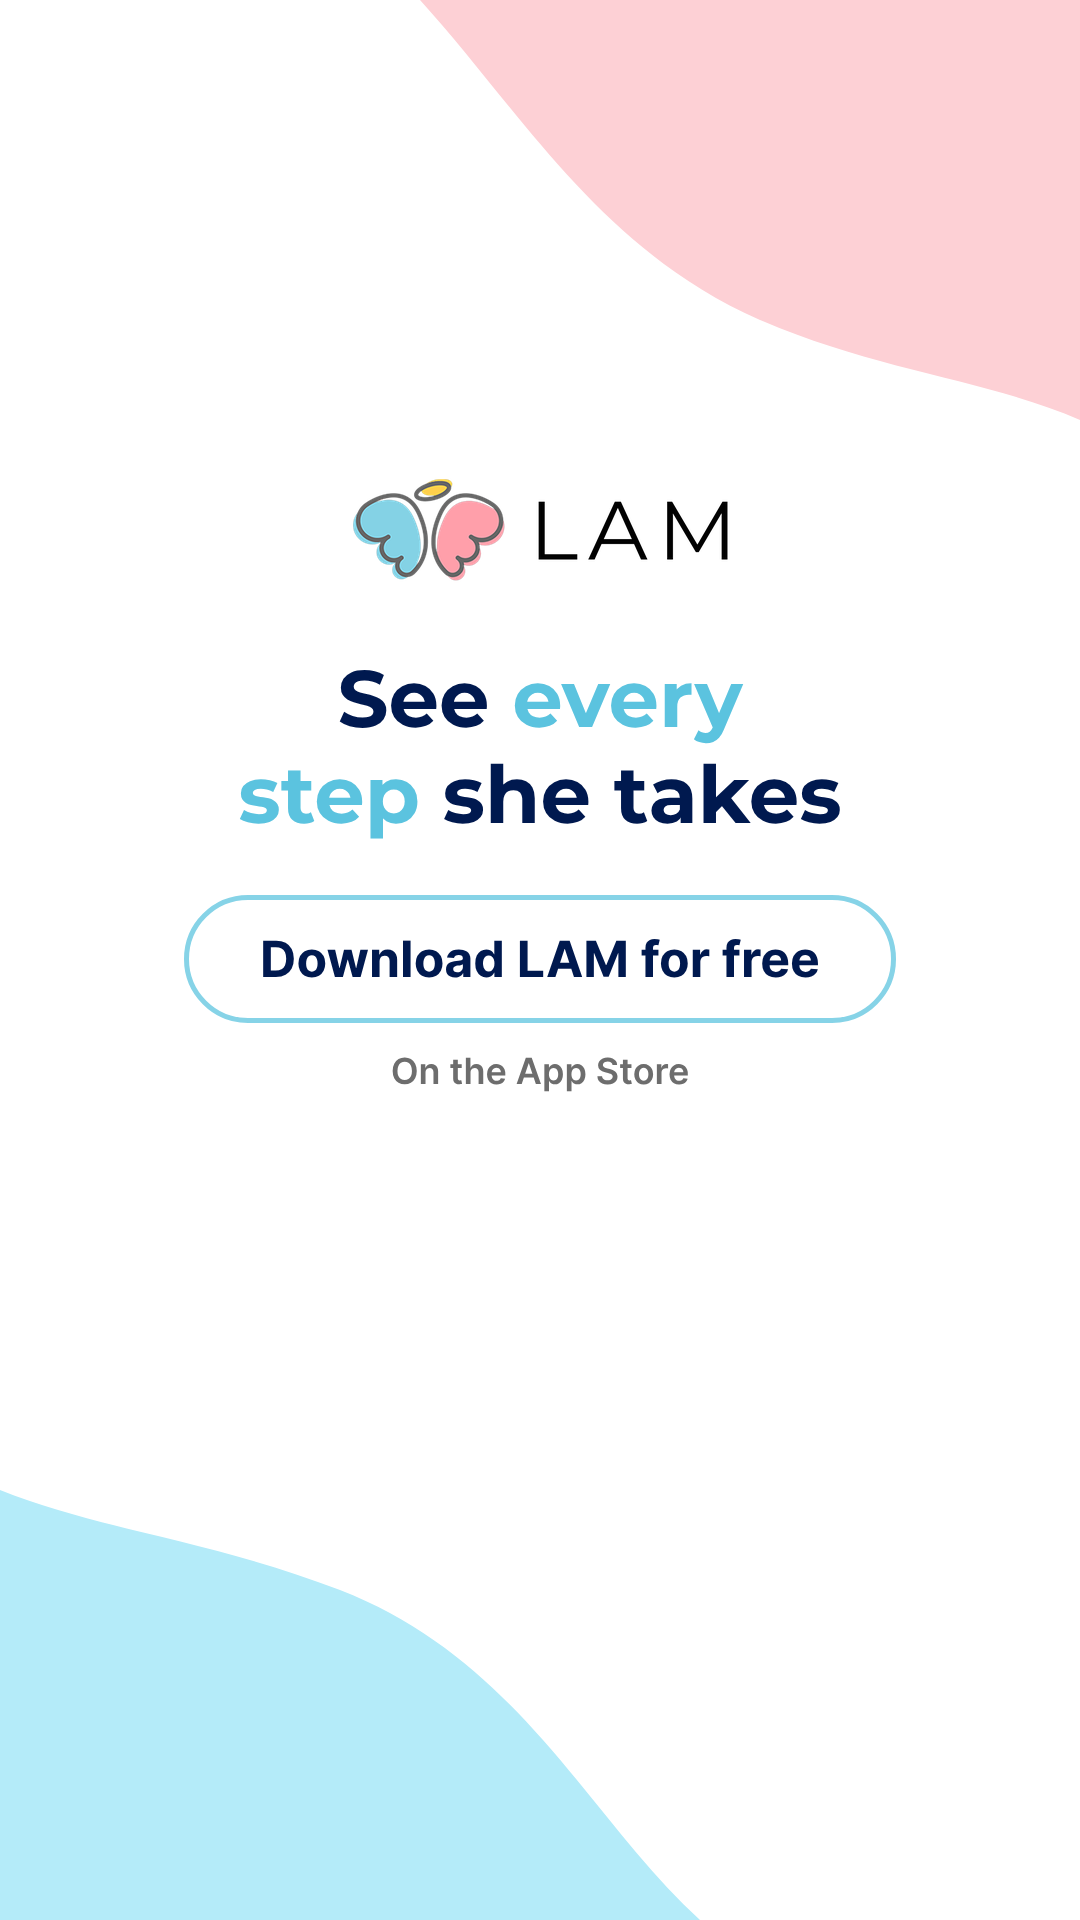 LAM
See every
step she takes
Download LAM for free
On the App Store